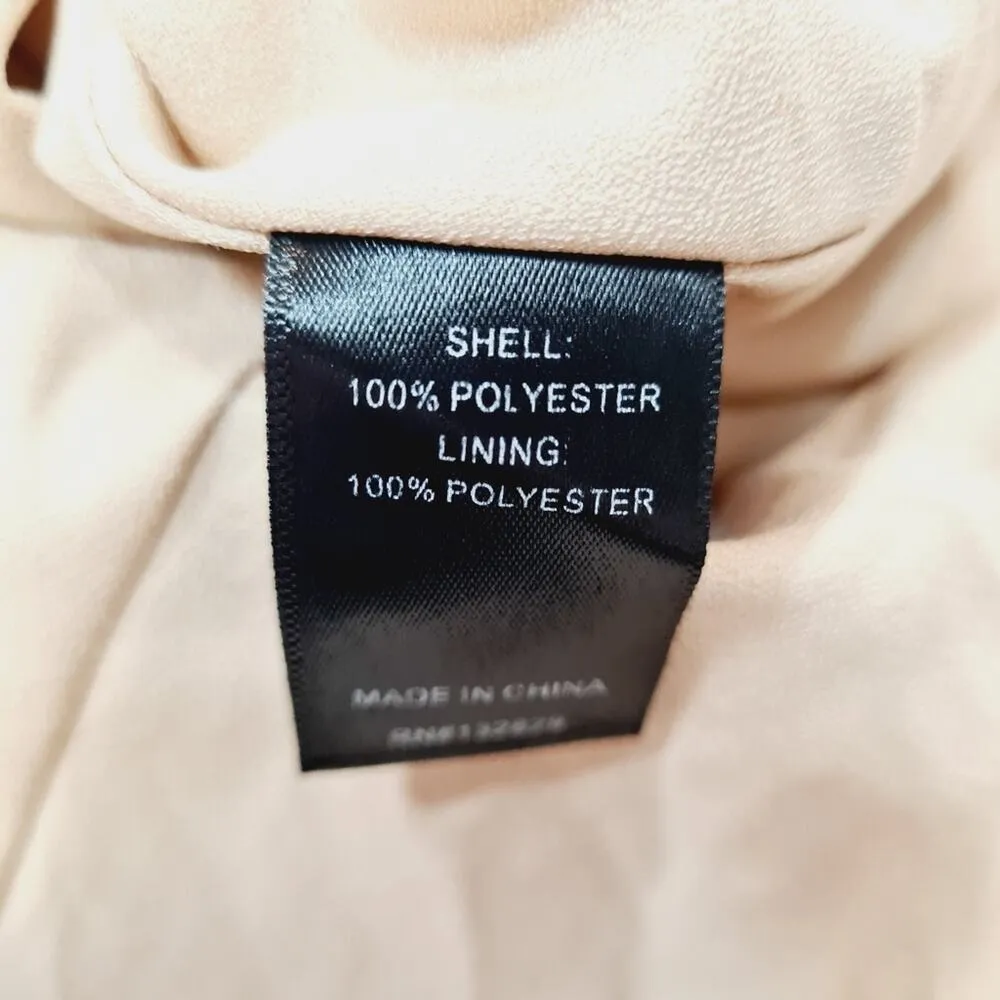 SHELL:
100% POLYESTER
LINING:
100% POLYESTER
MADE IN CHINA